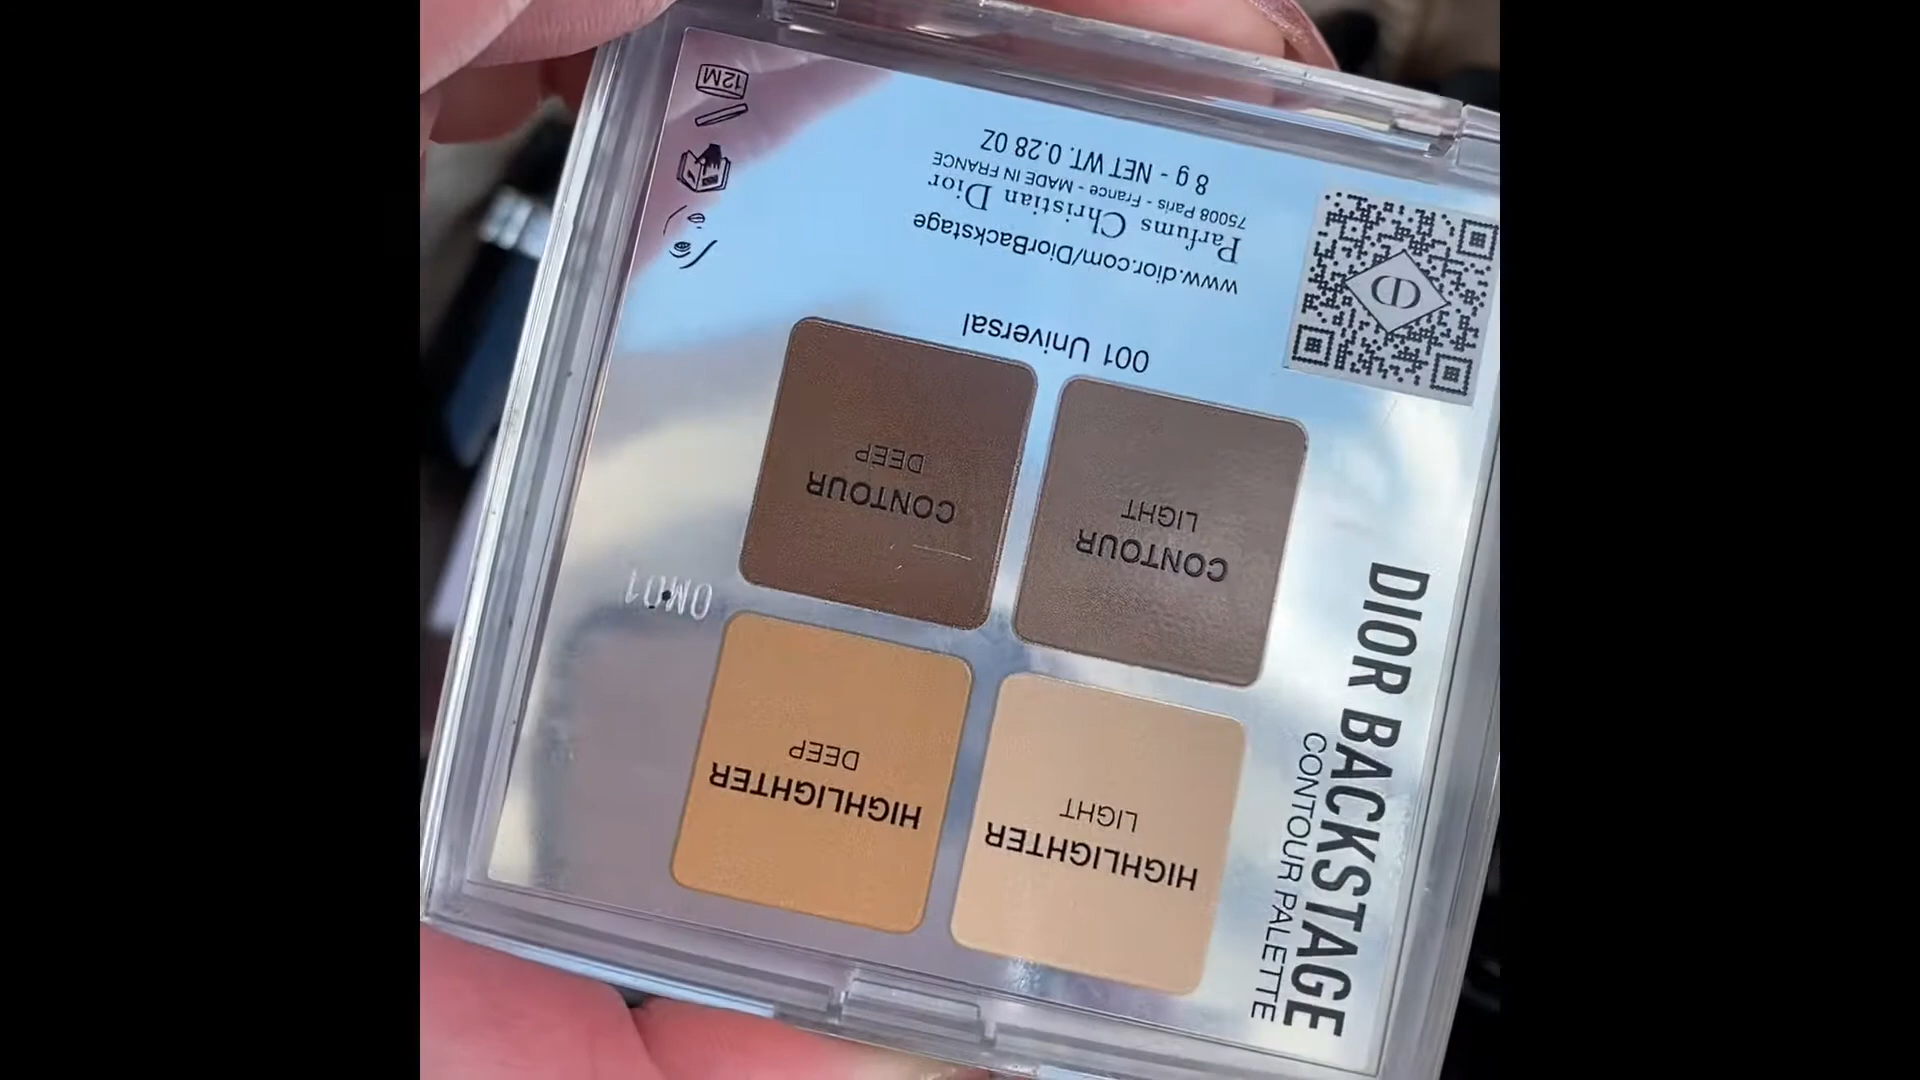 DIOR BACKSTAGE
CONTOUR PALETTE
HIGHLIGHTER
LIGHT
HIGHLIGHTER
DEEP
CONTOUR
LIGHT
CONTOUR
DEEP
0M01
001 Universal
www.dior.com/DiorBackstage
Parfums Christian Dior
75008 Paris - France - MADE IN FRANCE
8 g - NET WT. 0.28 OZ
12M